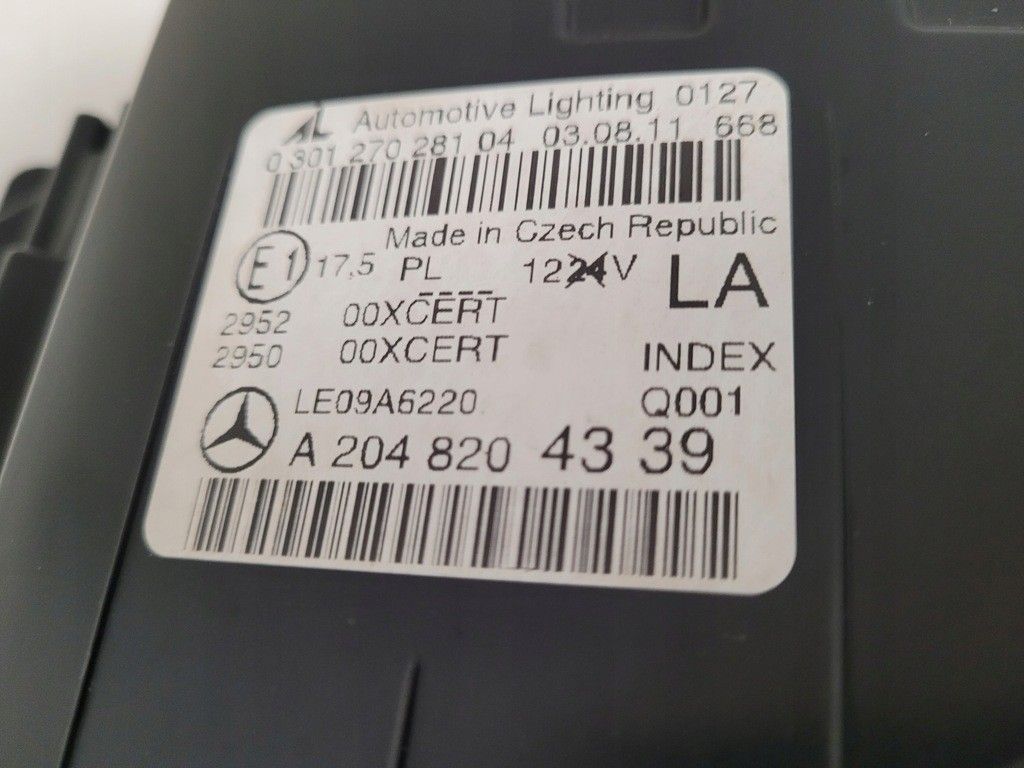 AL Automotive Lighting 0127
0 301 270 281 04 03.08.11 668
Made in Czech Republic
E1 17,5 PL 1224V LA
2952 00XCERT
2950 00XCERT INDEX
LE09A6220 Q001
A 204 820 43 39